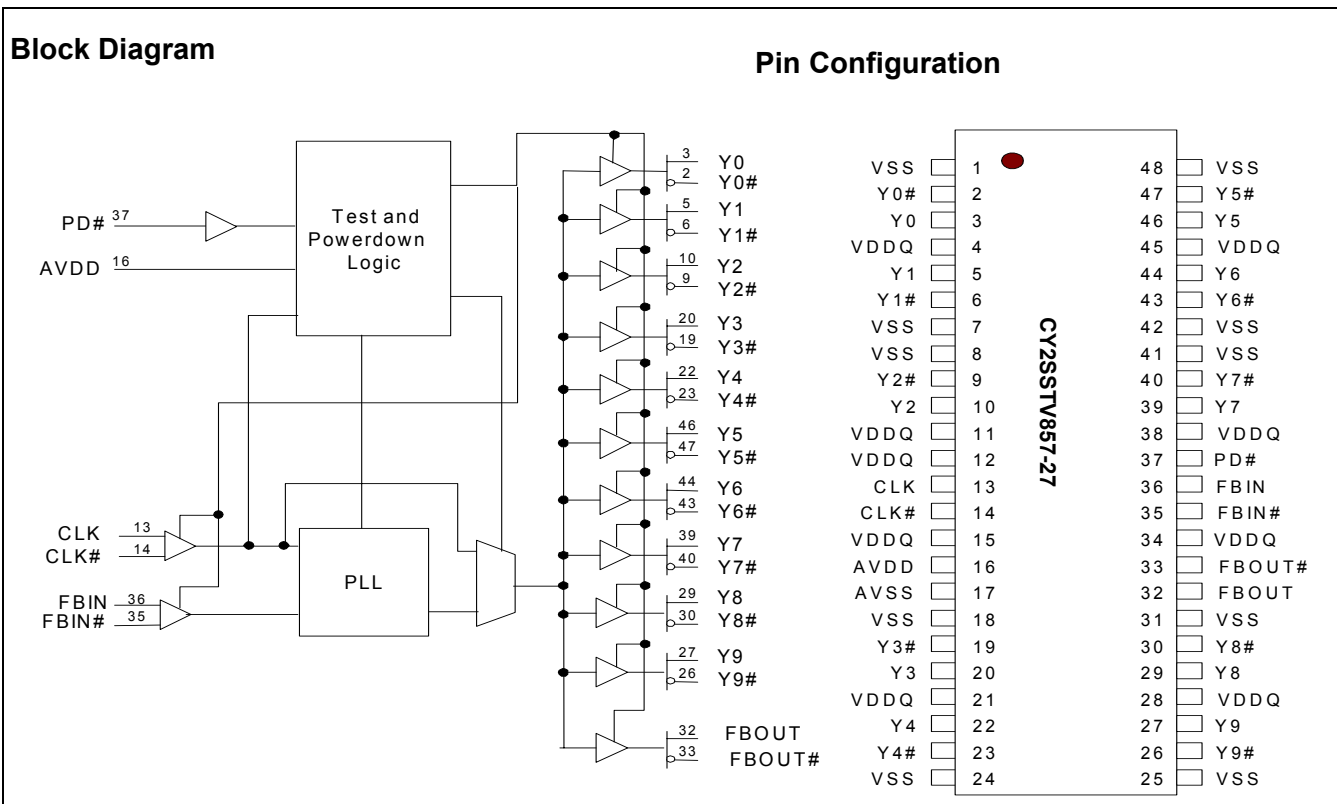 Block Diagram
Pin Configuration
PD# 37
AVDD 16
Test and
Powerdown
Logic
CLK 13
CLK# 14
FBIN 36
FBIN# 35
PLL
3 Y0
2 Y0#
5 Y1
6 Y1#
10 Y2
9 Y2#
20 Y3
19 Y3#
22 Y4
23 Y4#
46 Y5
47 Y5#
44 Y6
43 Y6#
39 Y7
40 Y7#
29 Y8
30 Y8#
27 Y9
26 Y9#
32 FBOUT
33 FBOUT#
CY2SSTV857-27
VSS 1 48 VSS
Y0# 2 47 Y5#
Y0 3 46 Y5
VDDQ 4 45 VDDQ
Y1 5 44 Y6
Y1# 6 43 Y6#
VSS 7 42 VSS
VSS 8 41 VSS
Y2# 9 40 Y7#
Y2 10 39 Y7
VDDQ 11 38 VDDQ
VDDQ 12 37 PD#
CLK 13 36 FBIN
CLK# 14 35 FBIN#
VDDQ 15 34 VDDQ
AVDD 16 33 FBOUT#
AVSS 17 32 FBOUT
VSS 18 31 VSS
Y3# 19 30 Y8#
Y3 20 29 Y8
VDDQ 21 28 VDDQ
Y4 22 27 Y9
Y4# 23 26 Y9#
VSS 24 25 VSS